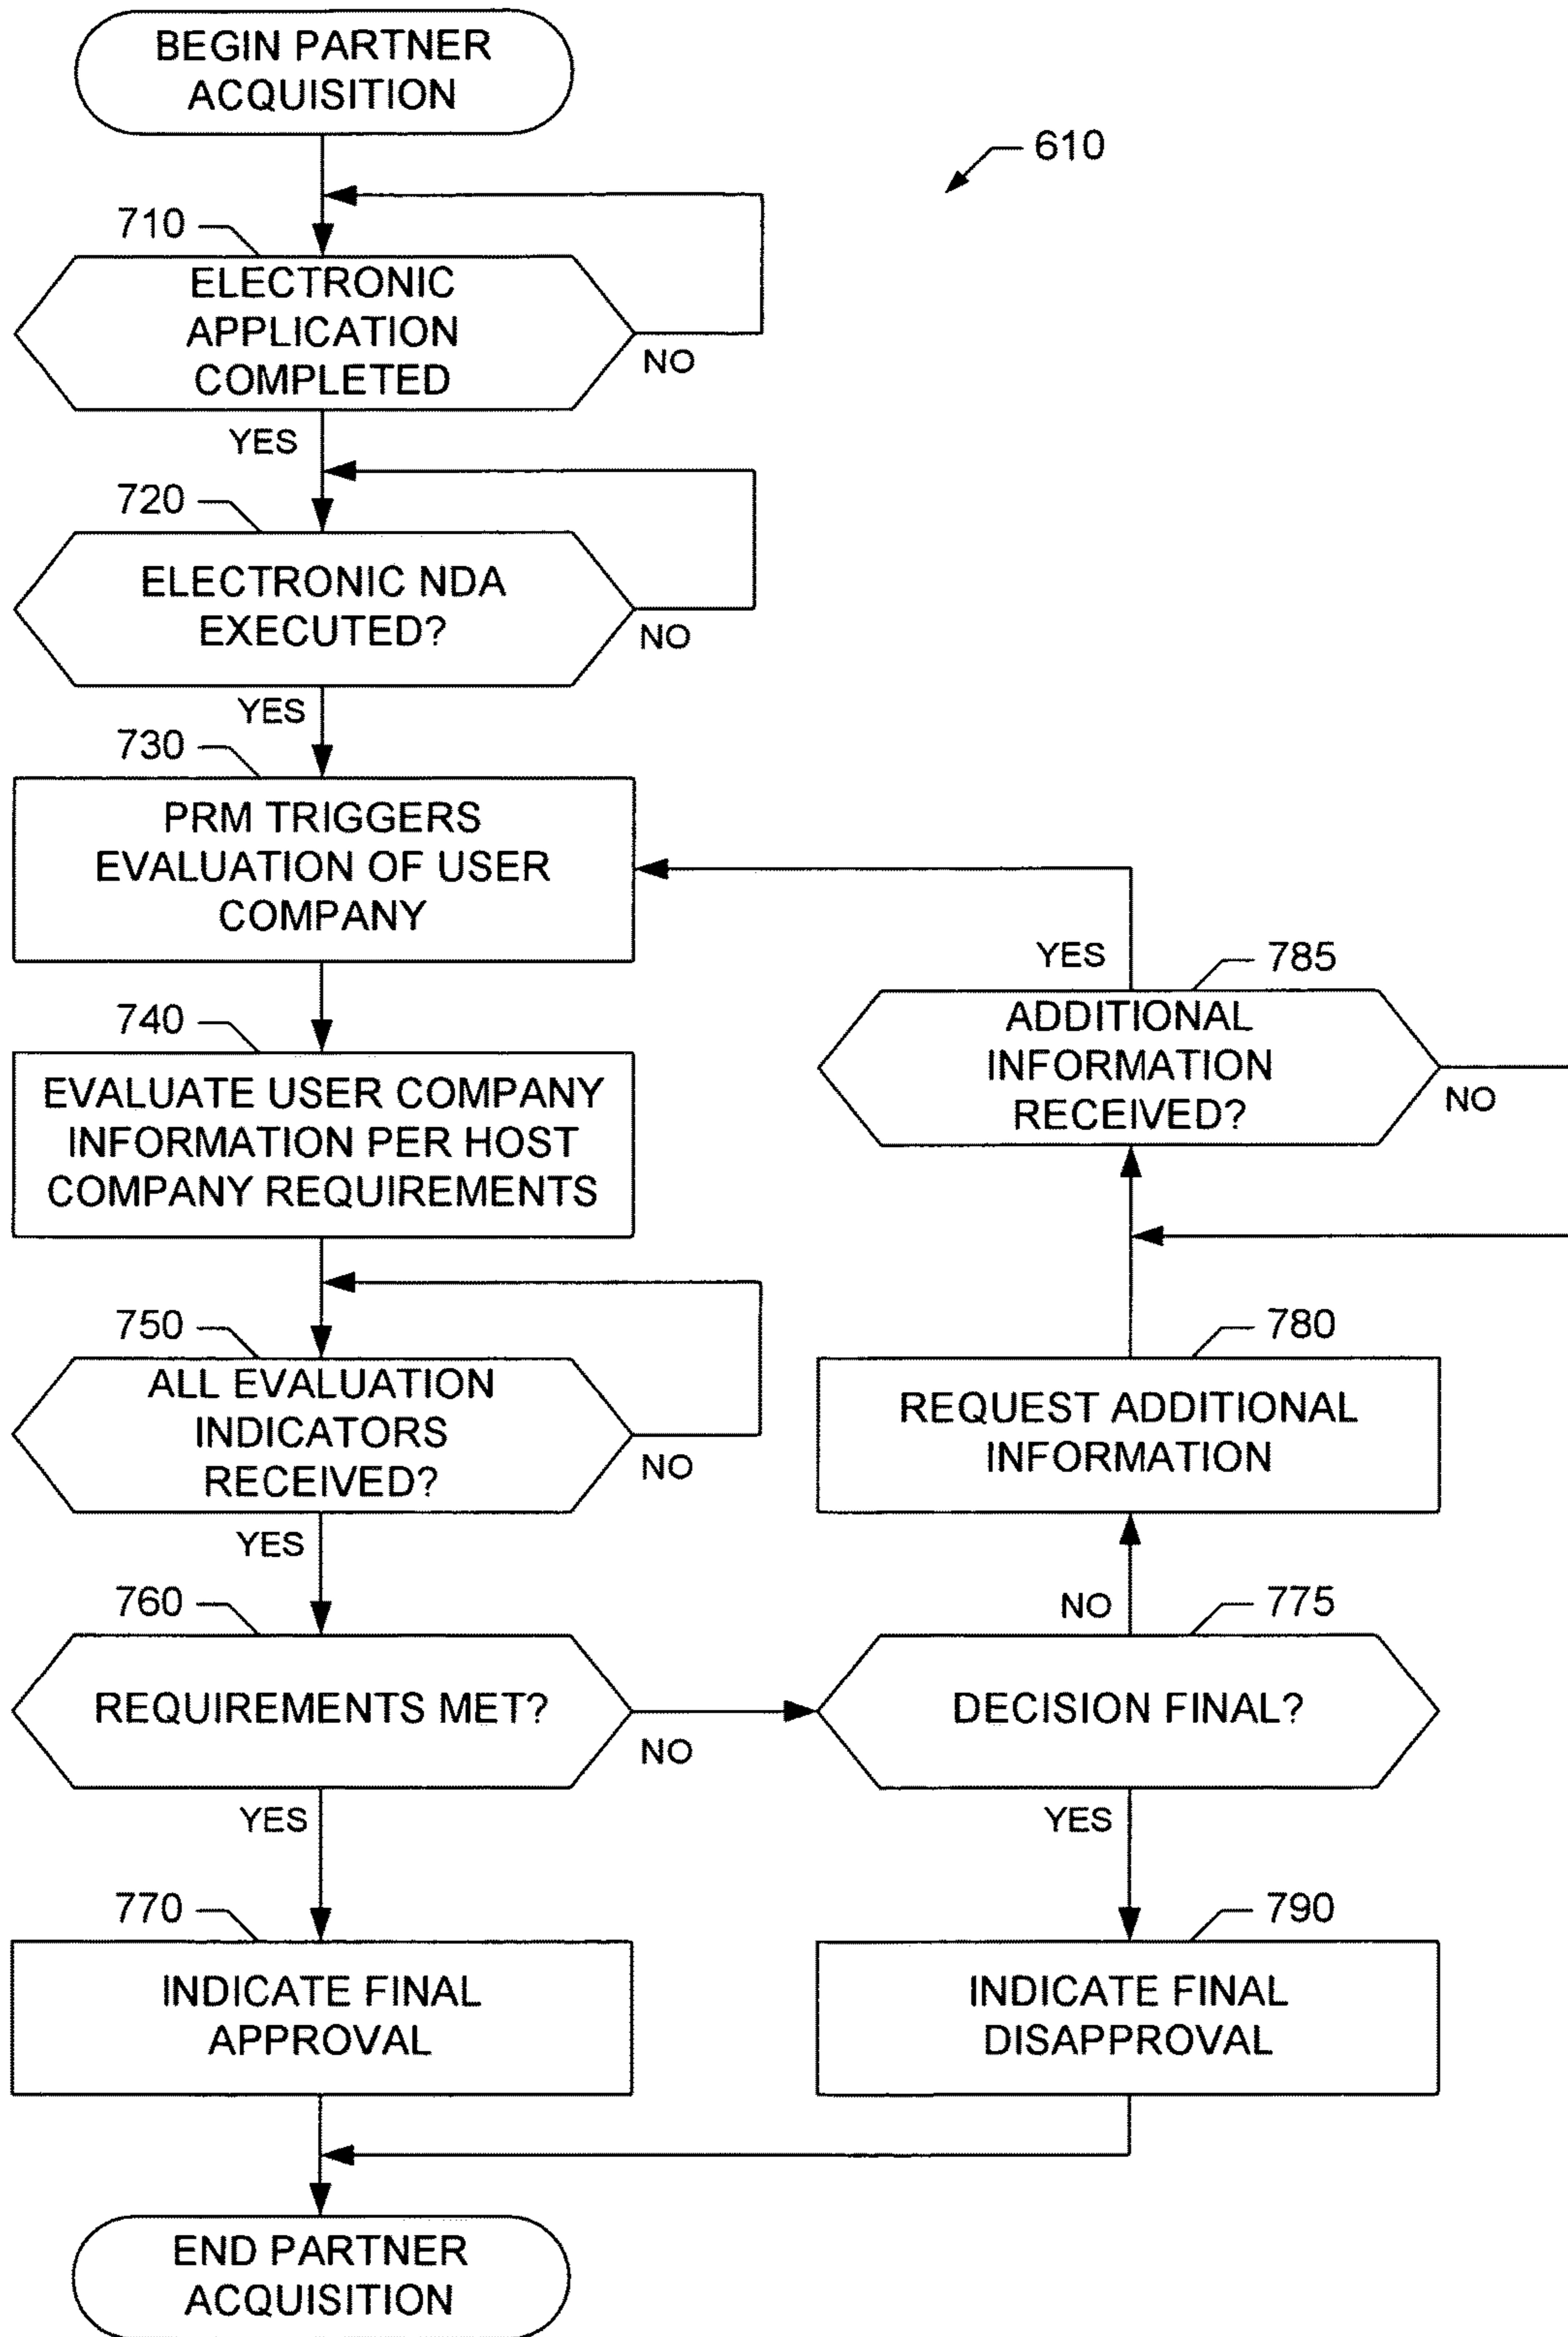 BEGIN PARTNER
ACQUISITION
610
710
ELECTRONIC
APPLICATION
COMPLETED
NO
YES
720
ELECTRONIC NDA
EXECUTED?
NO
YES
730
PRM TRIGGERS
EVALUATION OF USER
COMPANY
740
EVALUATE USER COMPANY
INFORMATION PER HOST
COMPANY REQUIREMENTS
750
ALL EVALUATION
INDICATORS
RECEIVED?
NO
YES
760
REQUIREMENTS MET?
NO
YES
770
INDICATE FINAL
APPROVAL
YES
785
ADDITIONAL
INFORMATION
RECEIVED?
NO
780
REQUEST ADDITIONAL
INFORMATION
NO
775
DECISION FINAL?
YES
790
INDICATE FINAL
DISAPPROVAL
END PARTNER
ACQUISITION